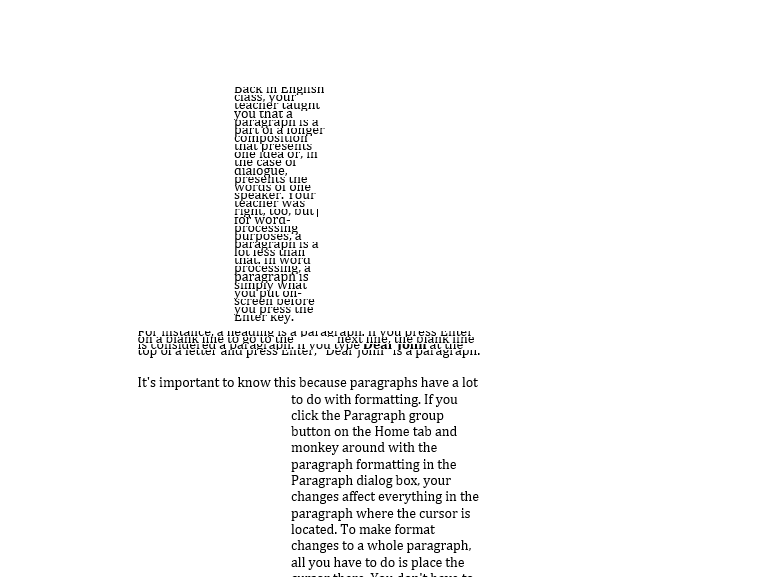 Back in English
class, your
teacher taught
you that a
paragraph is a
part of a longer
composition
that presents
one idea or, in
the case of
dialogue,
presents the
words of one
speaker. Your
teacher was
right, too, but
for word-
processing
purposes, a
paragraph is a
lot less than
that. In word
processing, a
paragraph is
simply what
you put on-
screen before
you press the
Enter key.
For instance, a heading is a paragraph. If you press Enter
on a blank line to go to the next line, the blank line
is considered a paragraph. If you type Dear John at the
top of a letter and press Enter, "Dear John" is a paragraph.
It's important to know this because paragraphs have a lot
to do with formatting. If you
click the Paragraph group
button on the Home tab and
monkey around with the
paragraph formatting in the
Paragraph dialog box, your
changes affect everything in the
paragraph where the cursor is
located. To make format
changes to a whole paragraph,
all you have to do is place the
cursor there. You don't have to